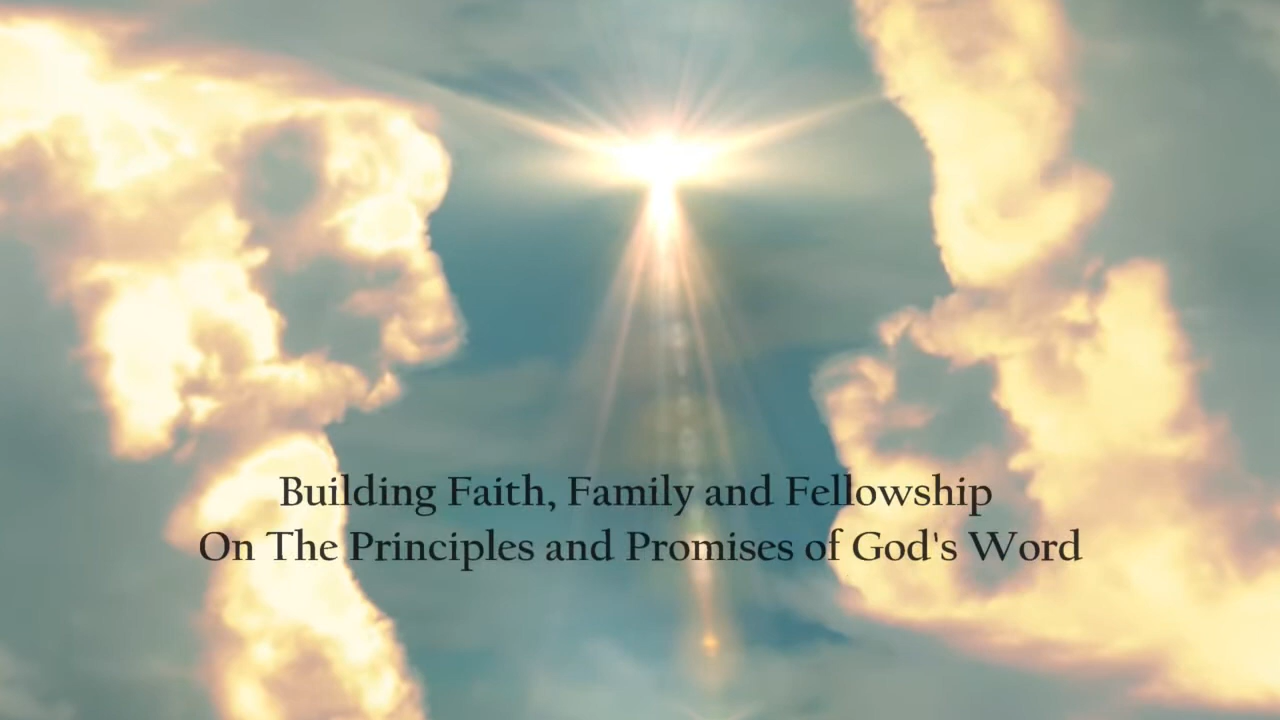 Building Faith, Family and Fellowship
On The Principles and Promises of God's Word